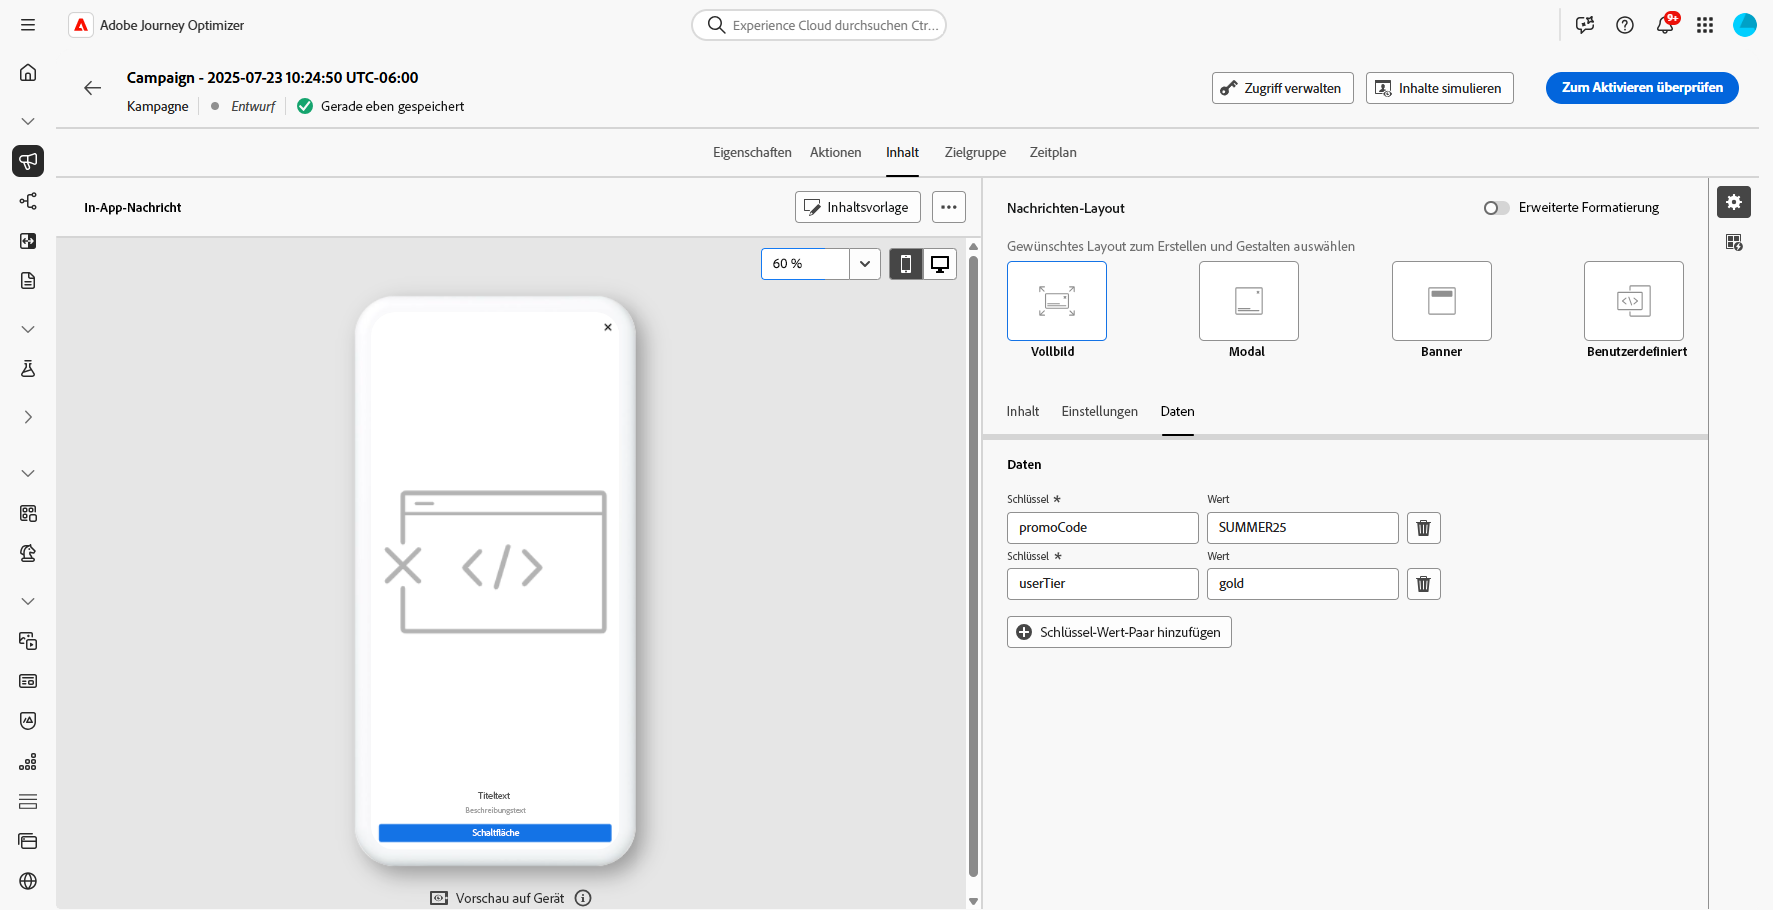 Adobe Journey Optimizer
Experience Cloud durchsuchen Ctr...
9+
Campaign - 2025-07-23 10:24:50 UTC-06:00
Kampagne
Entwurf
Gerade eben gespeichert
Zugriff verwalten
Inhalte simulieren
Zum Aktivieren überprüfen
Eigenschaften
Aktionen
Inhalt
Zielgruppe
Zeitplan
In-App-Nachricht
Inhaltsvorlage
60 %
Titeltext
Beschreibungstext
Schaltfläche
Vorschau auf Gerät
Nachrichten-Layout
Erweiterte Formatierung
Gewünschtes Layout zum Erstellen und Gestalten auswählen
Vollbild
Modal
Banner
Benutzerdefiniert
Inhalt
Einstellungen
Daten
Daten
Schlüssel *
Wert
promoCode
SUMMER25
Schlüssel *
Wert
userTier
gold
Schlüssel-Wert-Paar hinzufügen